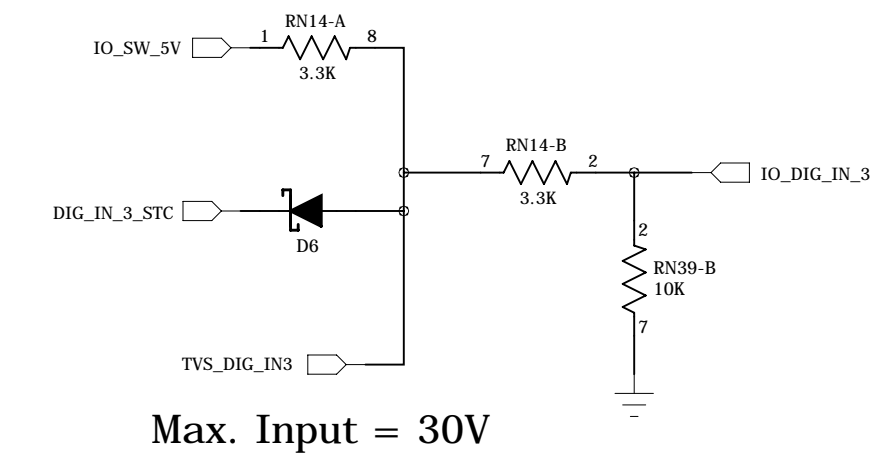 RN14-A
IO_SW_5V
1
8
3.3K
RN14-B
7
2
IO_DIG_IN_3
3.3K
DIG_IN_3_STC
D6
2
RN39-B
10K
7
TVS_DIG_IN3
Max. Input = 30V